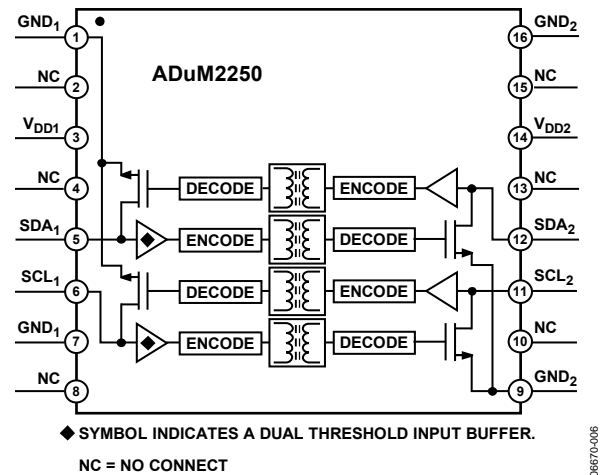 GND1
1
16
GND2
ADuM2250
NC
2
15
NC
VDD1
3
14
VDD2
NC
4
13
NC
DECODE
ENCODE
SDA1
5
12
SDA2
ENCODE
DECODE
SCL1
6
11
SCL2
DECODE
ENCODE
GND1
7
10
NC
ENCODE
DECODE
NC
8
9
GND2
◆ SYMBOL INDICATES A DUAL THRESHOLD INPUT BUFFER.
NC = NO CONNECT
06670-006